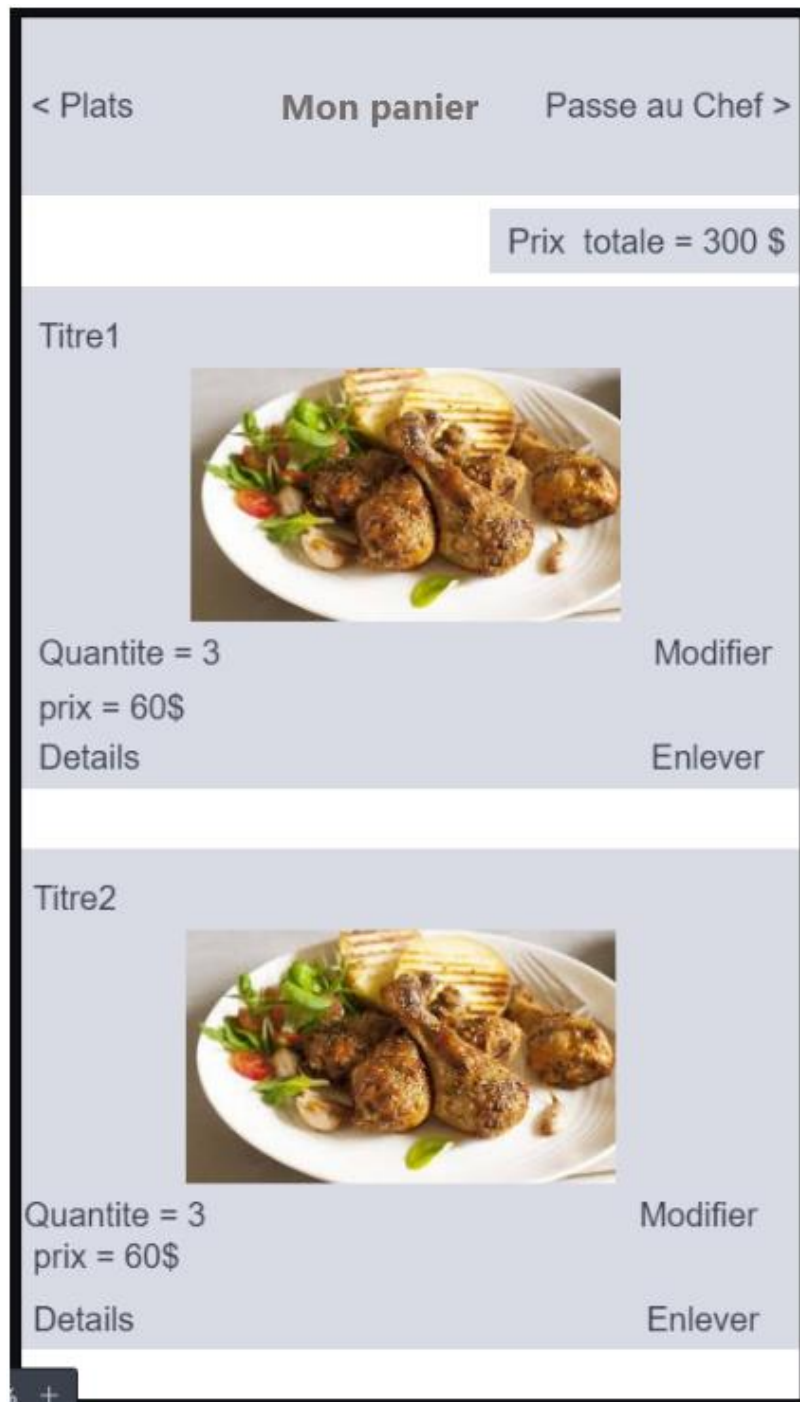 < Plats Mon panier Passe au Chef >
Prix totale = 300 $
Titre1
Quantite = 3 Modifier
prix = 60$
Details Enlever
Titre2
Quantite = 3 Modifier
prix = 60$
Details Enlever
+